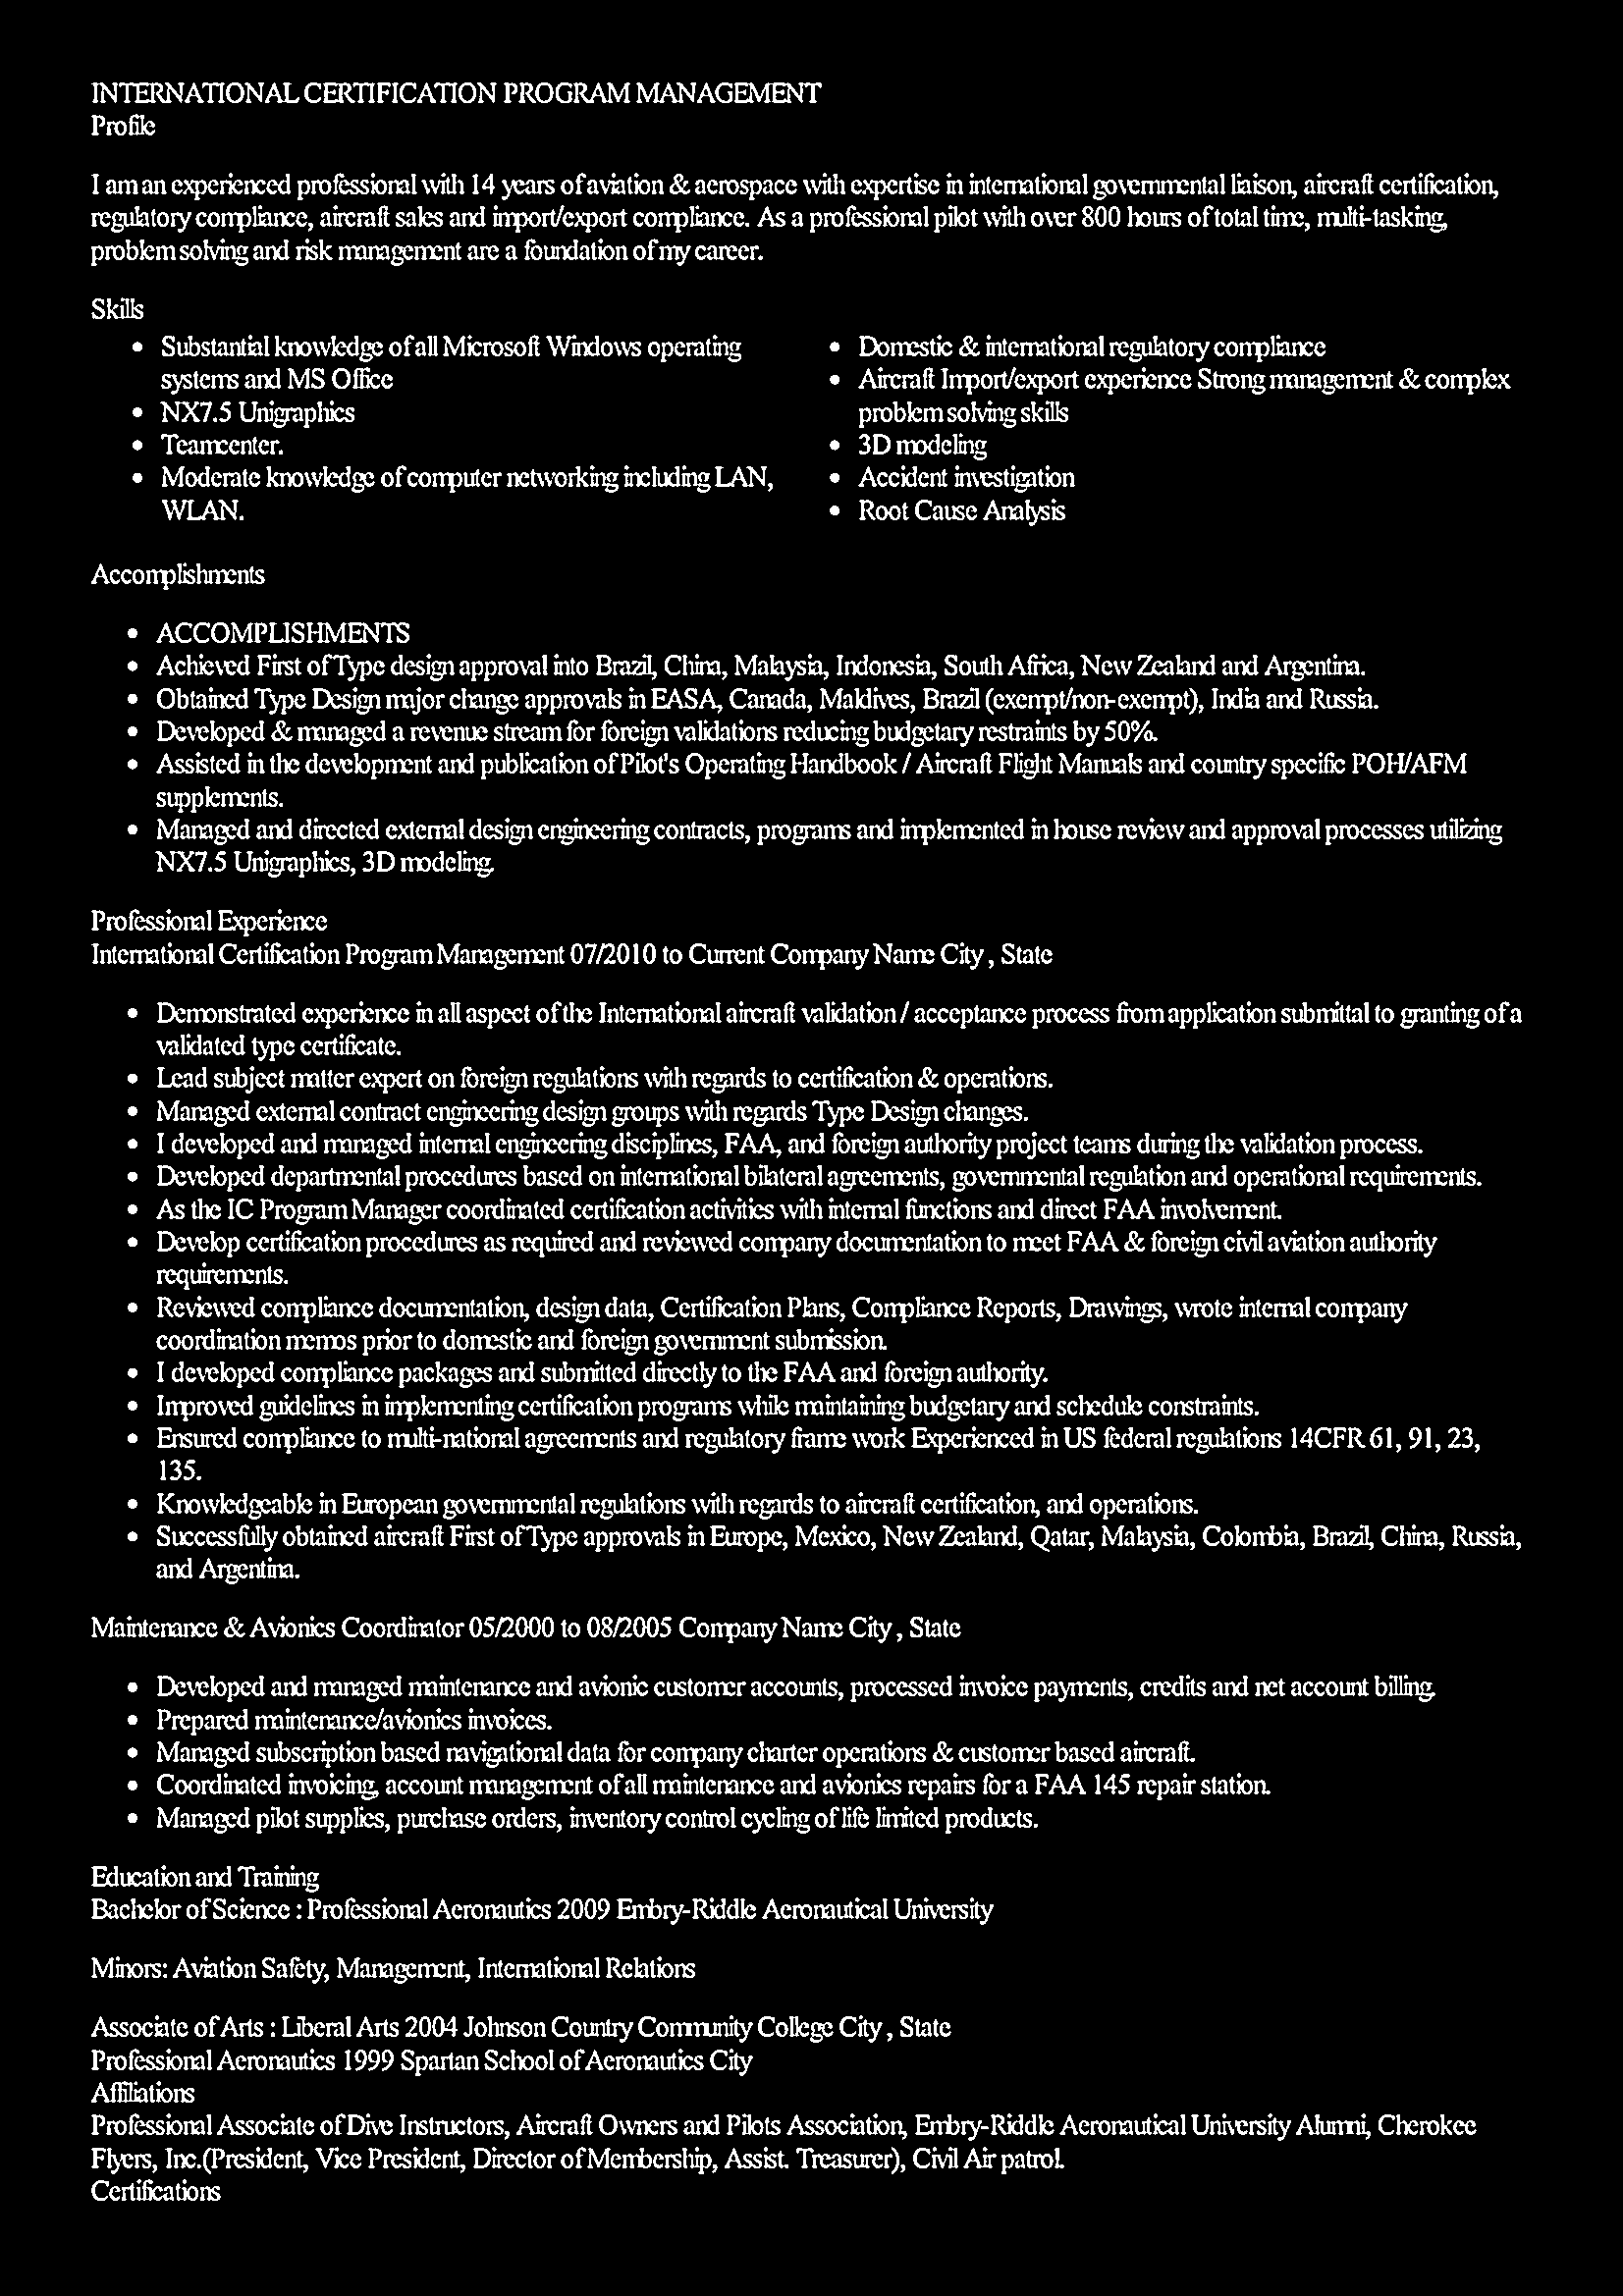 INTERNATIONAL CERTIFICATION PROGRAM MANAGEMENT
Profile
I am an experienced professional with 14 years of aviation & aerospace with expertise in international governmental liaison, aircraft certification,
regulatory compliance, aircraft sales and import/export compliance. As a professional pilot with over 800 hours of total time, multi-tasking,
problem solving and risk management are a foundation of my career.
Skills
• Substantial knowledge of all Microsoft Windows operating
systems and MS Office
• NX7.5 Unigraphics
• Teamcenter.
• Moderate knowledge of computer networking including LAN,
WLAN.
• Domestic & international regulatory compliance
• Aircraft Import/export experience Strong management & complex
problem solving skills
• 3D modeling
• Accident investigation
• Root Cause Analysis
Accomplishments
• ACCOMPLISHMENTS
• Achieved First of Type design approval into Brazil, China, Malaysia, Indonesia, South Africa, New Zealand and Argentina.
• Obtained Type Design major change approvals in EASA, Canada, Maldives, Brazil (exempt/non-exempt), India and Russia.
• Developed & managed a revenue stream for foreign validations reducing budgetary restraints by 50%.
• Assisted in the development and publication of Pilot's Operating Handbook / Aircraft Flight Manuals and country specific POH/AFM
supplements.
• Managed and directed external design engineering contracts, programs and implemented in house review and approval processes utilizing
NX7.5 Unigraphics, 3D modeling.
Professional Experience
International Certification Program Management 07/2010 to Current Company Name City , State
• Demonstrated experience in all aspect of the International aircraft validation / acceptance process from application submittal to granting of a
validated type certificate.
• Lead subject matter expert on foreign regulations with regards to certification & operations.
• Managed external contract engineering design groups with regards Type Design changes.
• I developed and managed internal engineering disciplines, FAA, and foreign authority project teams during the validation process.
• Developed departmental procedures based on international bilateral agreements, governmental regulation and operational requirements.
• As the IC Program Manager coordinated certification activities with internal functions and direct FAA involvement.
• Develop certification procedures as required and reviewed company documentation to meet FAA & foreign civil aviation authority
requirements.
• Reviewed compliance documentation, design data, Certification Plans, Compliance Reports, Drawings, wrote internal company
coordination memos prior to domestic and foreign government submission.
• I developed compliance packages and submitted directly to the FAA and foreign authority.
• Improved guidelines in implementing certification programs while maintaining budgetary and schedule constraints.
• Ensured compliance to multi-national agreements and regulatory frame work Experienced in US federal regulations 14CFR 61, 91, 23,
135.
• Knowledgeable in European governmental regulations with regards to aircraft certification, and operations.
• Successfully obtained aircraft First of Type approvals in Europe, Mexico, New Zealand, Qatar, Malaysia, Colombia, Brazil, China, Russia,
and Argentina.
Maintenance & Avionics Coordinator 05/2000 to 08/2005 Company Name City , State
• Developed and managed maintenance and avionic customer accounts, processed invoice payments, credits and net account billing.
• Prepared maintenance/avionics invoices.
• Managed subscription based navigational data for company charter operations & customer based aircraft.
• Coordinated invoicing, account management of all maintenance and avionics repairs for a FAA 145 repair station.
• Managed pilot supplies, purchase orders, inventory control cycling of life limited products.
Education and Training
Bachelor of Science : Professional Aeronautics 2009 Embry-Riddle Aeronautical University
Minors: Aviation Safety, Management, International Relations
Associate of Arts : Liberal Arts 2004 Johnson Country Community College City , State
Professional Aeronautics 1999 Spartan School of Aeronautics City
Affiliations
Professional Associate of Dive Instructors, Aircraft Owners and Pilots Association, Embry-Riddle Aeronautical University Alumni, Cherokee
Flyers, Inc.(President, Vice President, Director of Membership, Assist. Treasurer), Civil Air patrol.
Certifications